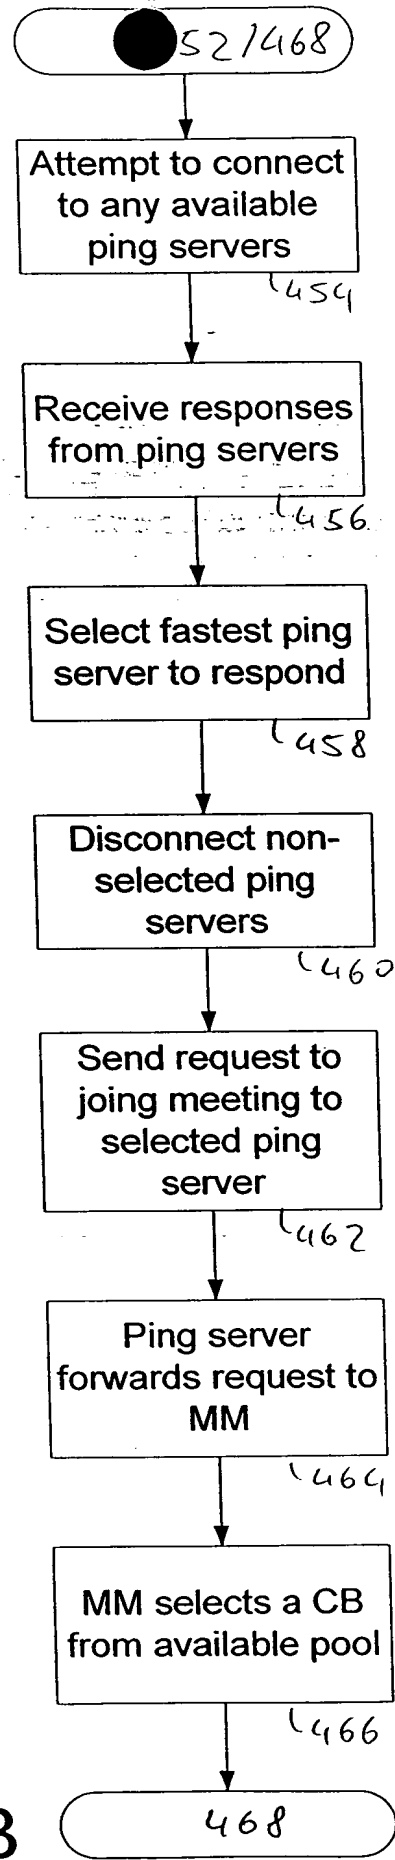 52/468
Attempt to connect
to any available
ping servers
454
Receive responses
from ping servers
456
Select fastest ping
server to respond
458
Disconnect non-
selected ping
servers
460
Send request to
joing meeting to
selected ping
server
462
Ping server
forwards request to
MM
464
MM selects a CB
from available pool
466
468